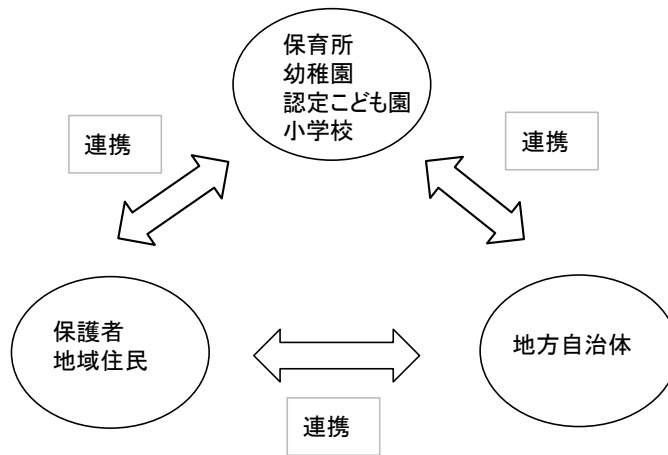 保育所
幼稚園
認定こども園
小学校
連携
連携
保護者
地域住民
地方自治体
連携